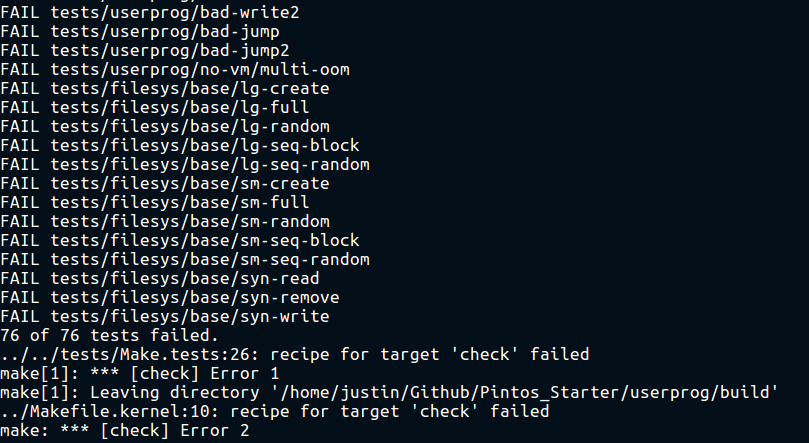 FAIL tests/userprog/bad-write2
FAIL tests/userprog/bad-jump
FAIL tests/userprog/bad-jump2
FAIL tests/userprog/no-vm/multi-oom
FAIL tests/filesys/base/lg-create
FAIL tests/filesys/base/lg-full
FAIL tests/filesys/base/lg-random
FAIL tests/filesys/base/lg-seq-block
FAIL tests/filesys/base/lg-seq-random
FAIL tests/filesys/base/sm-create
FAIL tests/filesys/base/sm-full
FAIL tests/filesys/base/sm-random
FAIL tests/filesys/base/sm-seq-block
FAIL tests/filesys/base/sm-seq-random
FAIL tests/filesys/base/syn-read
FAIL tests/filesys/base/syn-remove
FAIL tests/filesys/base/syn-write
76 of 76 tests failed.
../../tests/Make.tests:26: recipe for target 'check' failed
make[1]: *** [check] Error 1
make[1]: Leaving directory '/home/justin/Github/Pintos_Starter/userprog/build'
../Makefile.kernel:10: recipe for target 'check' failed
make: *** [check] Error 2